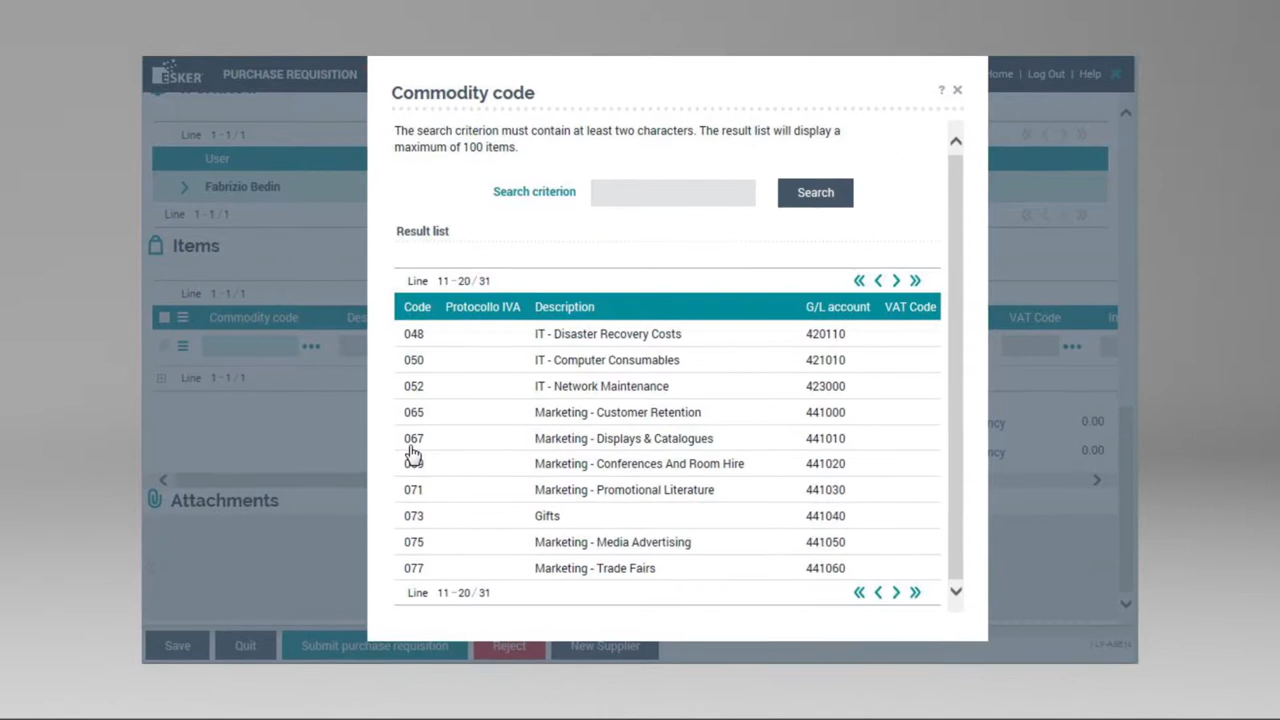 ESKER PURCHASE REQUISITION
Home | Log Out | Help
Line 1-1/1
User
Fabrizio Bedin
Line 1-1/1
Items
Line 1-1/1
Commodity code
VAT Code
Line 1-1/1
0.00
0.00
Attachments
Save
Quit
Submit purchase requisition
Reject
New Supplier
Commodity code
? ×
The search criterion must contain at least two characters. The result list will display a
maximum of 100 items.
Search criterion
Search
Result list
Line 11-20/31
Code Protocollo IVA Description G/L account VAT Code
048 IT - Disaster Recovery Costs 420110
050 IT - Computer Consumables 421010
052 IT - Network Maintenance 423000
065 Marketing - Customer Retention 441000
067 Marketing - Displays & Catalogues 441010
Marketing - Conferences And Room Hire 441020
071 Marketing - Promotional Literature 441030
073 Gifts 441040
075 Marketing - Media Advertising 441050
077 Marketing - Trade Fairs 441060
Line 11-20/31